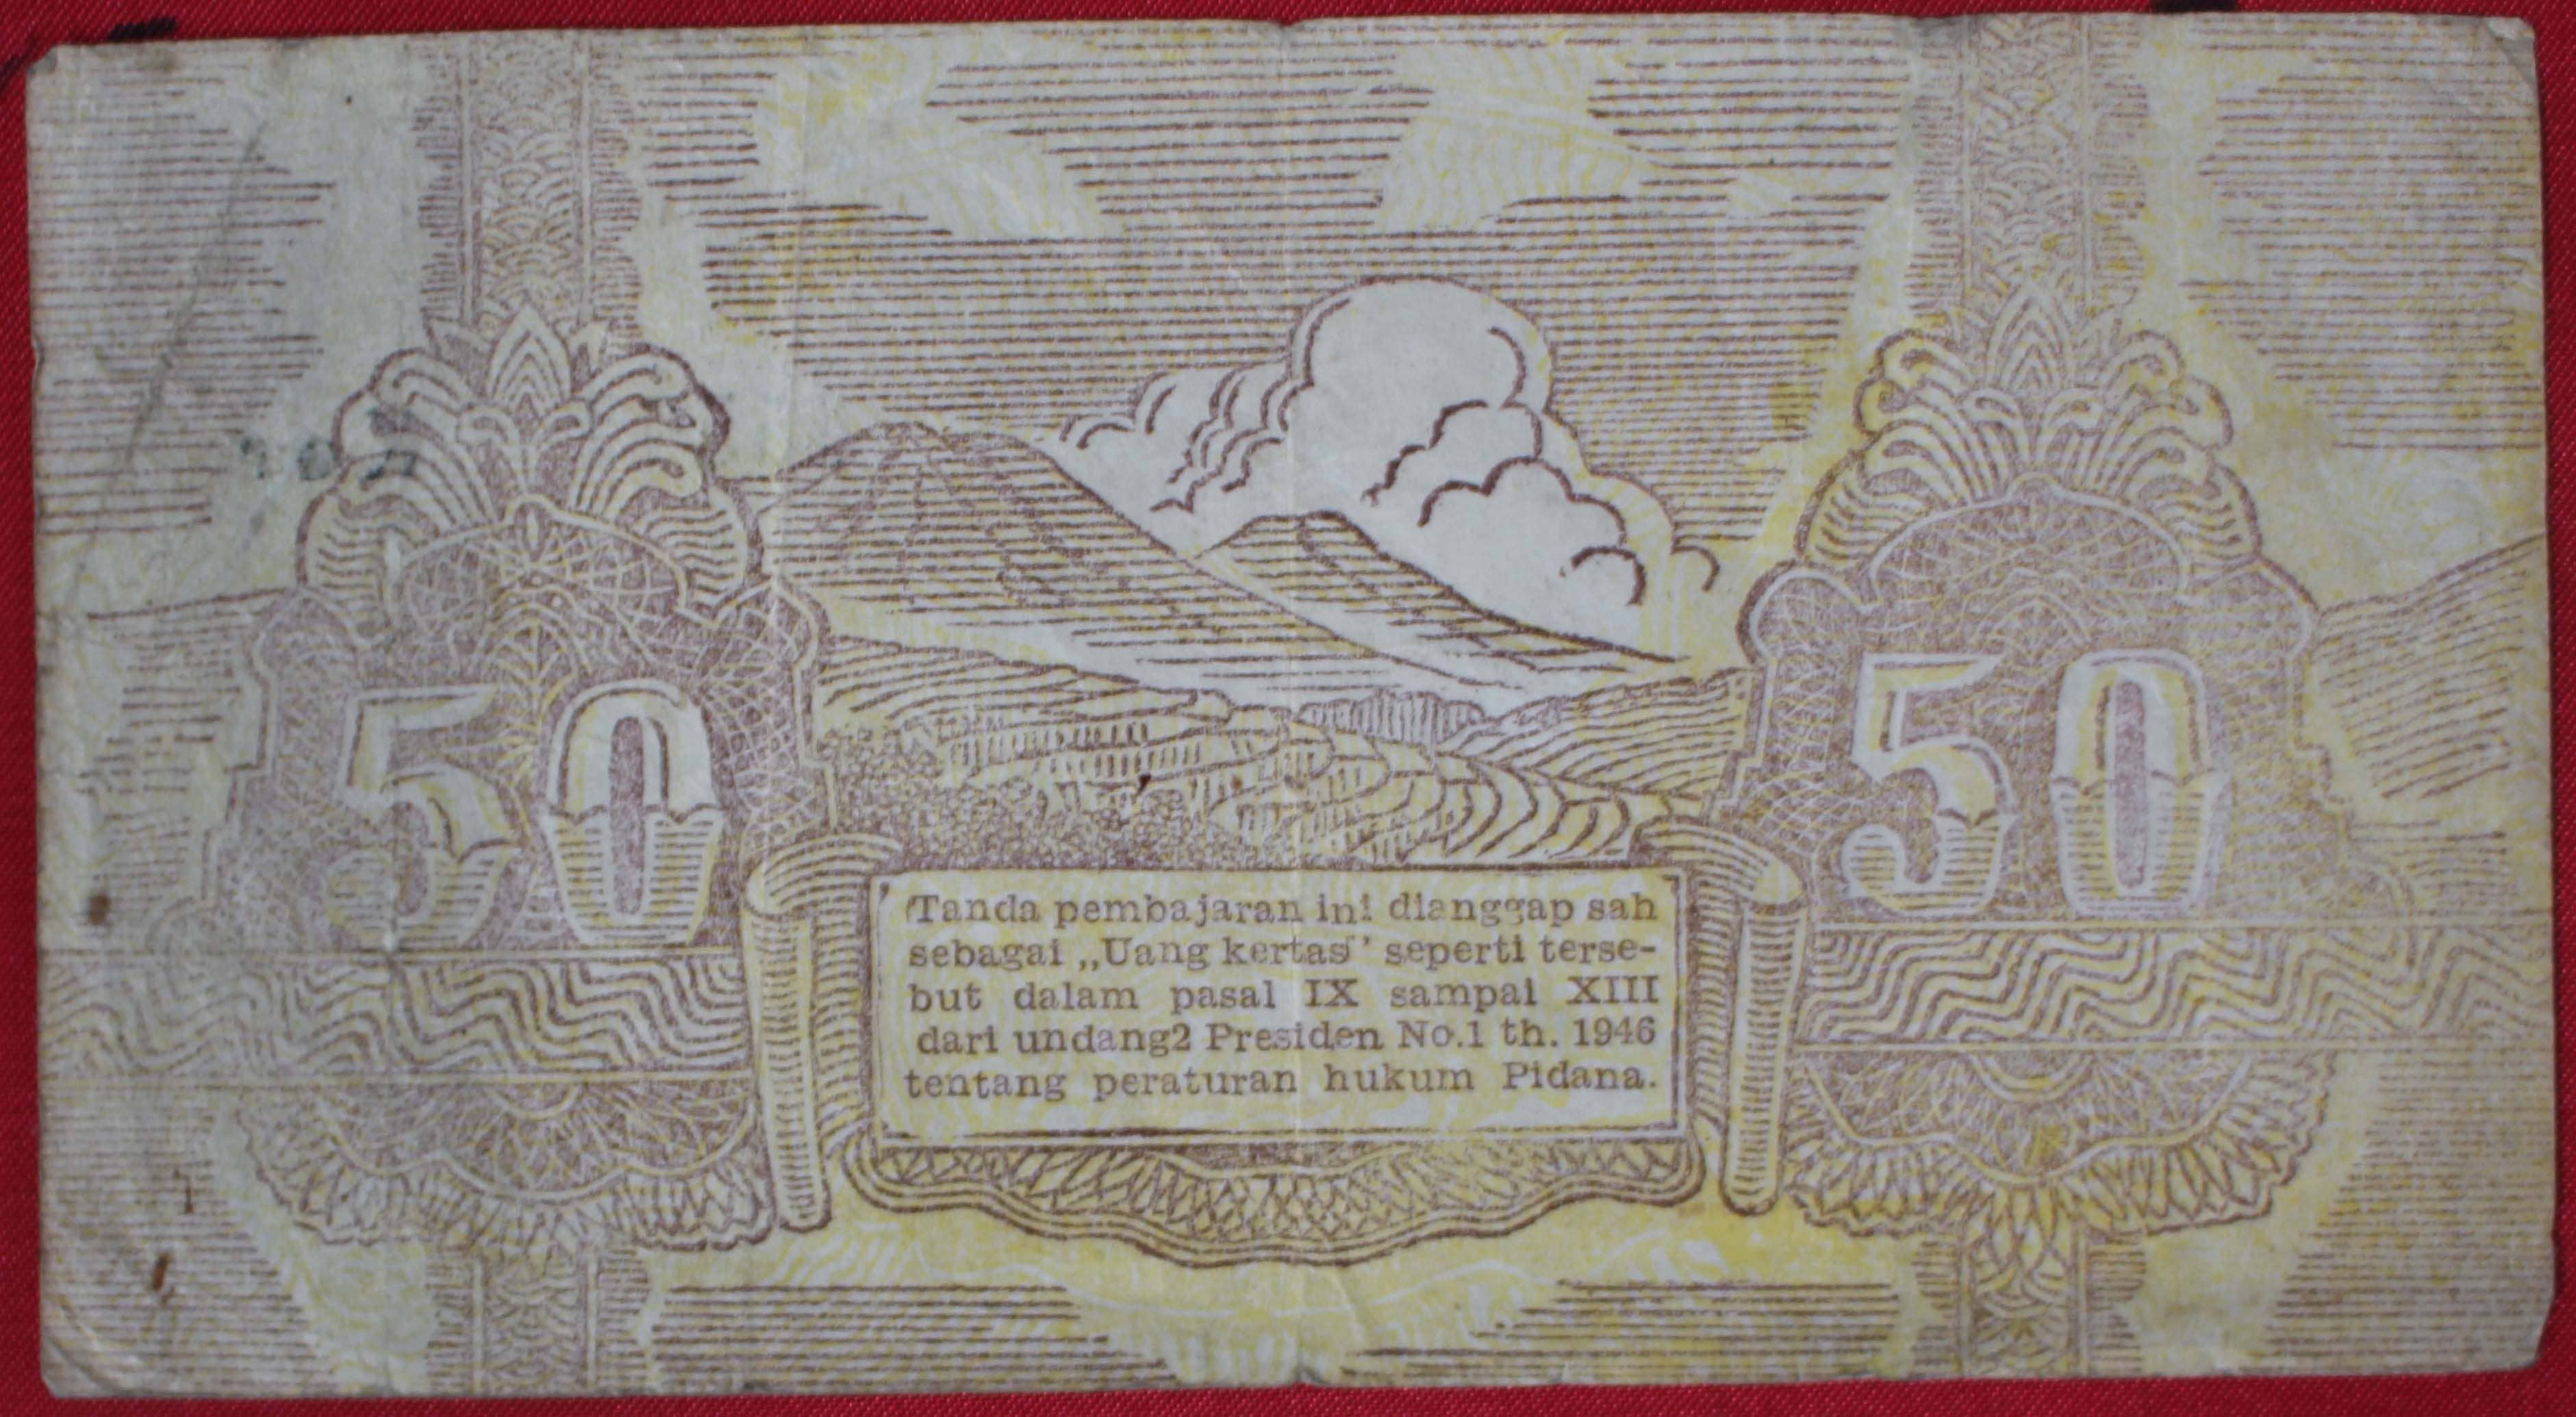 50
50
Tanda pembajaran ini dianggap sah
sebagai „Uang kertas” seperti terse-
but dalam pasal IX sampai XIII
dari undang2 Presiden No.1 th. 1946
tentang peraturan hukum Pidana.